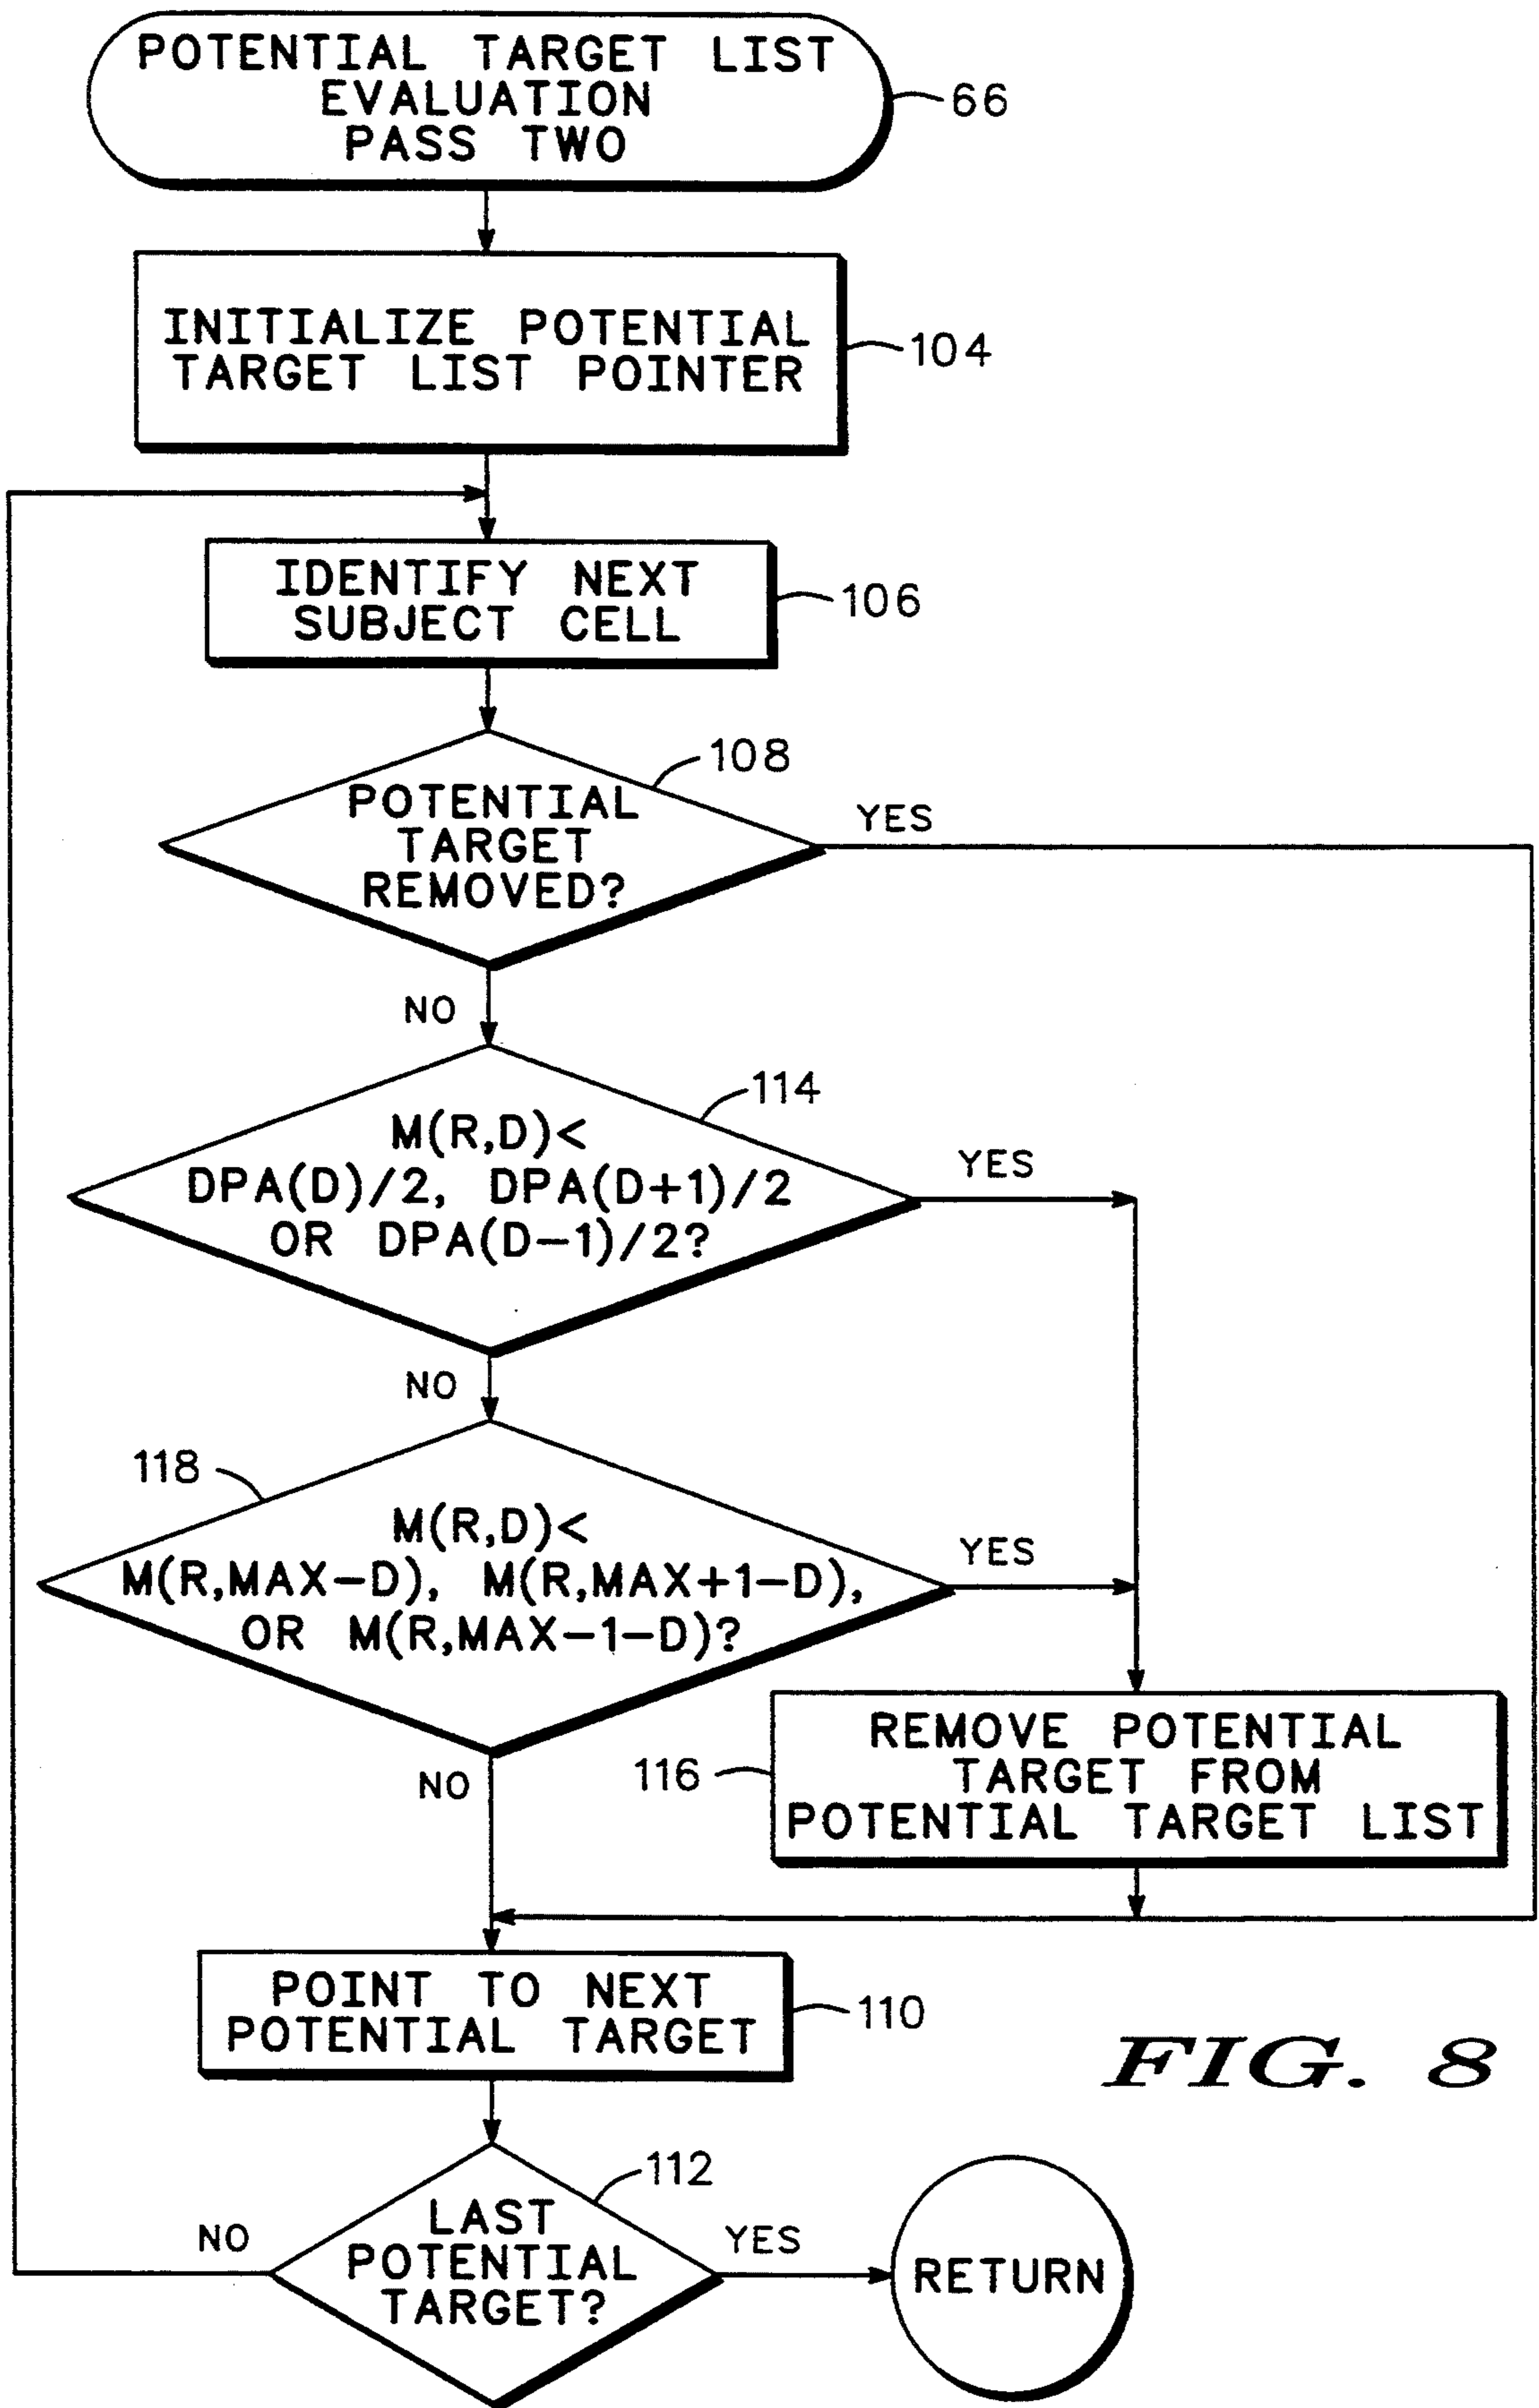 POTENTIAL TARGET LIST
EVALUATION
PASS TWO
66
INITIALIZE POTENTIAL
TARGET LIST POINTER
104
IDENTIFY NEXT
SUBJECT CELL
106
108
POTENTIAL
TARGET
REMOVED?
YES
NO
114
M(R,D)<
DPA(D)/2, DPA(D+1)/2
OR DPA(D-1)/2?
YES
NO
118
M(R,D)<
M(R,MAX-D), M(R,MAX+1-D),
OR M(R,MAX-1-D)?
YES
NO
116
REMOVE POTENTIAL
TARGET FROM
POTENTIAL TARGET LIST
POINT TO NEXT
POTENTIAL TARGET
110
FIG. 8
112
LAST
POTENTIAL
TARGET?
NO
YES
RETURN